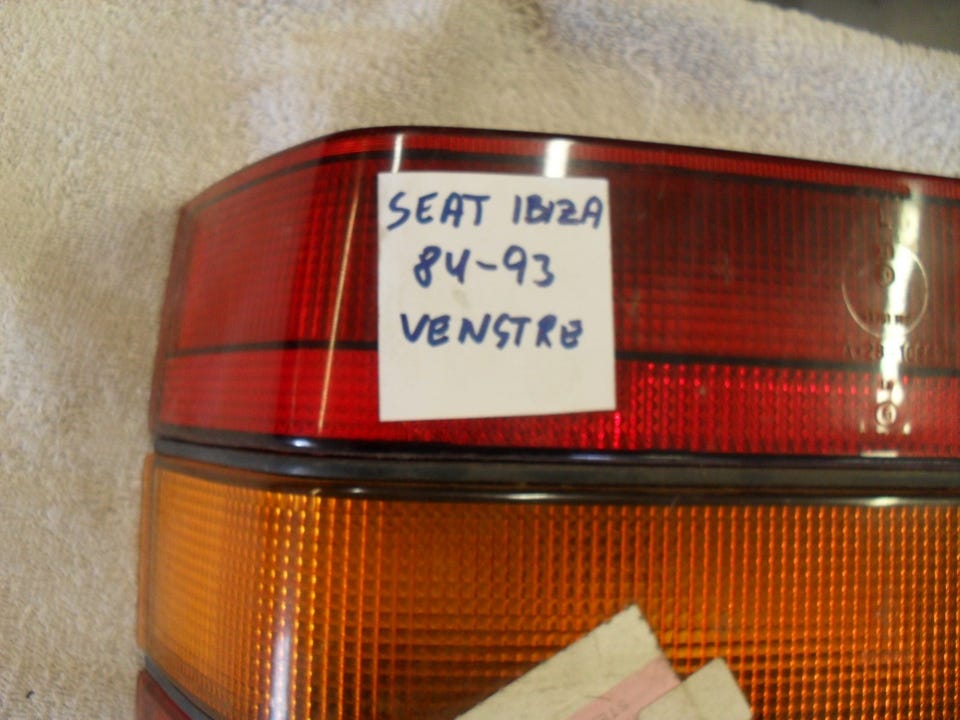 SEAT IBIZA
84-93
VENSTRE